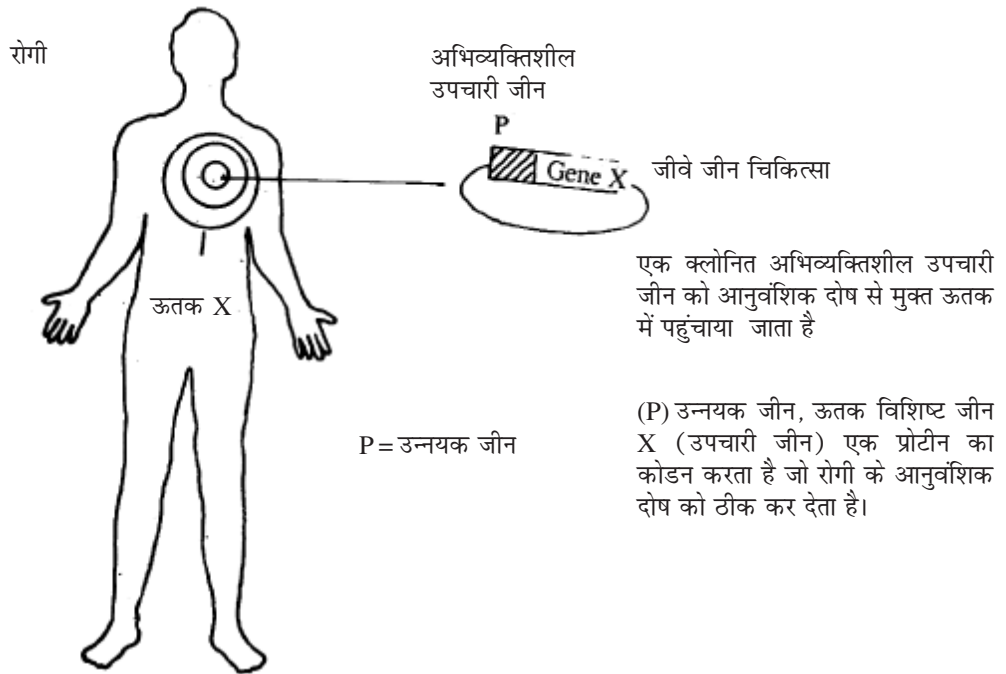 रोगी
अभिव्यक्तिशील
उपचारी जीन
P
Gene X
जीवे जीन चिकित्सा
एक क्लोनित अभिव्यक्तिशील उपचारी
जीन को आनुवंशिक दोष से मुक्त ऊतक
में पहुंचाया जाता है
ऊतक X
P = उन्नयक जीन
(P) उन्नयक जीन, ऊतक विशिष्ट जीन
X (उपचारी जीन) एक प्रोटीन का
कोडन करता है जो रोगी के आनुवंशिक
दोष को ठीक कर देता है।